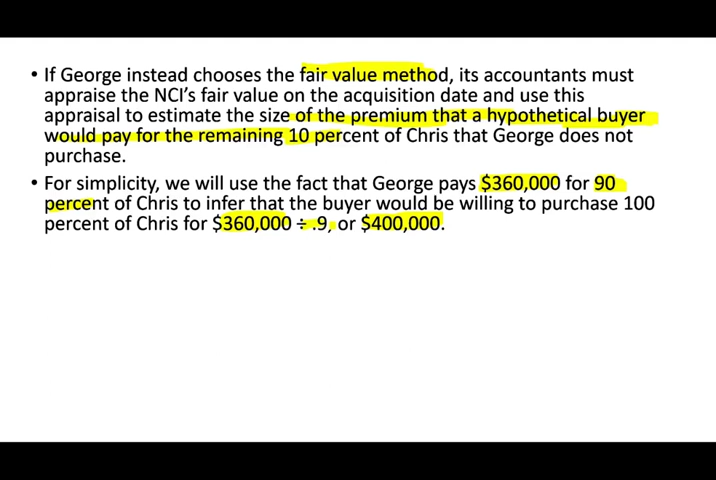 • If George instead chooses the fair value method, its accountants must
appraise the NCI’s fair value on the acquisition date and use this
appraisal to estimate the size of the premium that a hypothetical buyer
would pay for the remaining 10 percent of Chris that George does not
purchase.
• For simplicity, we will use the fact that George pays $360,000 for 90
percent of Chris to infer that the buyer would be willing to purchase 100
percent of Chris for $360,000 ÷ .9, or $400,000.